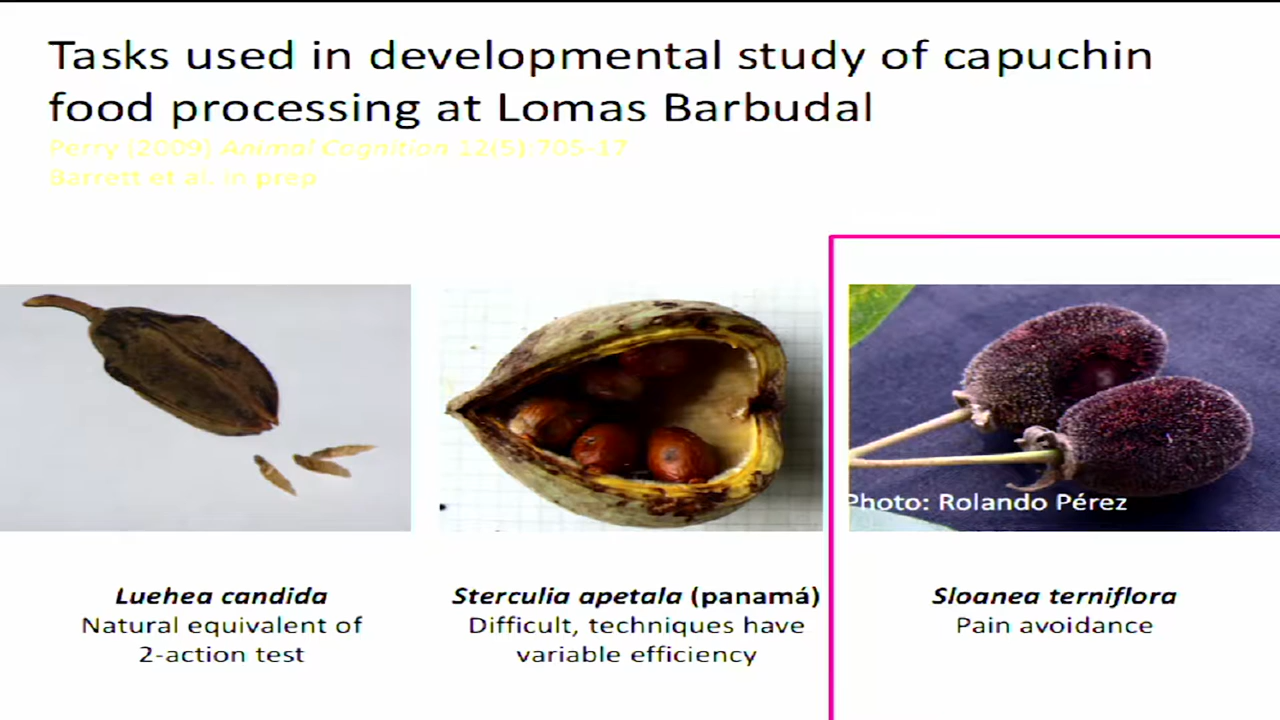 Tasks used in developmental study of capuchin
food processing at Lomas Barbudal
Perry (2009) Animal Cognition 12(5):705-17
Barrett et al. in prep
Photo: Rolando Pérez
Luehea candida
Natural equivalent of
2-action test
Sterculia apetala (panamá)
Difficult, techniques have
variable efficiency
Sloanea terniflora
Pain avoidance